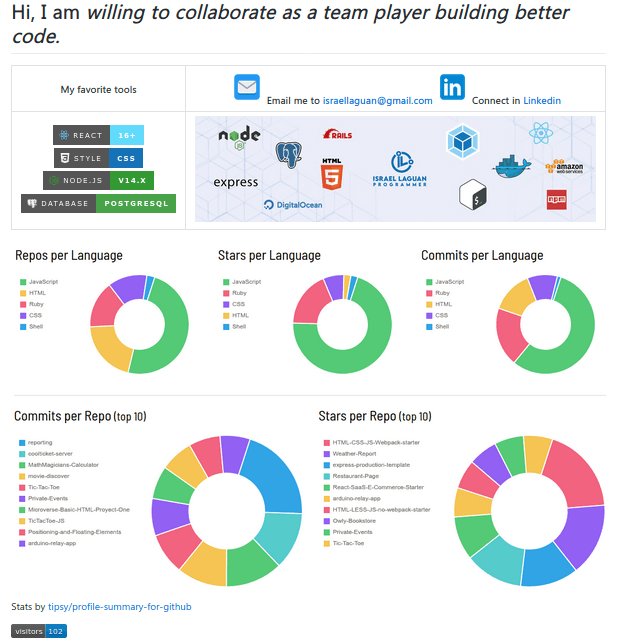 Hi, I am willing to collaborate as a team player building better
code.
My favorite tools
Email me to israellaguan@gmail.com
Connect in Linkedin
REACT 16+
STYLE CSS
NODE.JS V14.X
DATABASE POSTGRESQL
node
RAILS
HTML
5
express
ISRAEL LAGUAN
PROGRAMMER
DigitalOcean
docker
amazon
web services
$
npm
Repos per Language
JavaScript
HTML
Ruby
CSS
Shell
Stars per Language
JavaScript
Ruby
CSS
HTML
Shell
Commits per Language
JavaScript
Ruby
HTML
CSS
Shell
Commits per Repo (top 10)
reporting
coolticket-server
MathMagicians-Calculator
movie-discover
Tic-Tac-Toe
Private-Events
Microverse-Basic-HTML-Proyect-One
TicTacToe-JS
Positioning-and-Floating-Elements
arduino-relay-app
Stars per Repo (top 10)
HTML-CSS-JS-Webpack-starter
Weather-Report
express-production-template
Restaurant-Page
React-SaaS-E-Commerce-Starter
arduino-relay-app
HTML-LESS-JS-no-webpack-starter
Owly-Bookstore
Private-Events
Tic-Tac-Toe
Stats by tipsy/profile-summary-for-github
visitors 102